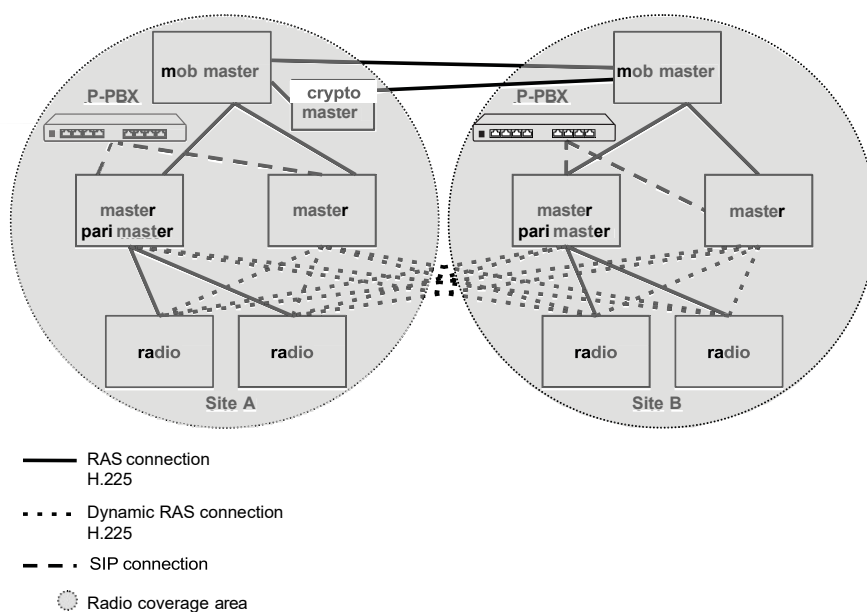 mob master
mob master
crypto
master
P-PBX
P-PBX
master
pari master
master
master
pari master
master
radio
radio
radio
radio
Site A
Site B
RAS connection
H.225
Dynamic RAS connection
H.225
SIP connection
Radio coverage area